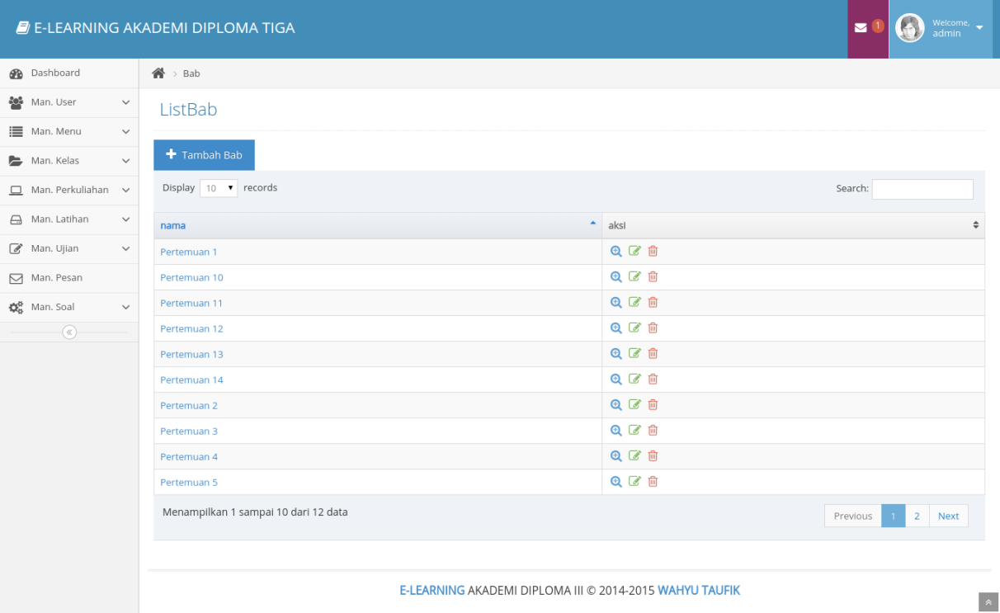 E-LEARNING AKADEMI DIPLOMA TIGA
1
Welcome,
admin
Dashboard
Man. User
Man. Menu
Man. Kelas
Man. Perkuliahan
Man. Latihan
Man. Ujian
Man. Pesan
Man. Soal
Bab
ListBab
Tambah Bab
Display 10 records
Search:
nama aksi
Pertemuan 1
Pertemuan 10
Pertemuan 11
Pertemuan 12
Pertemuan 13
Pertemuan 14
Pertemuan 2
Pertemuan 3
Pertemuan 4
Pertemuan 5
Menampilkan 1 sampai 10 dari 12 data
Previous 1 2 Next
E-LEARNING AKADEMI DIPLOMA III © 2014-2015 WAHYU TAUFIK